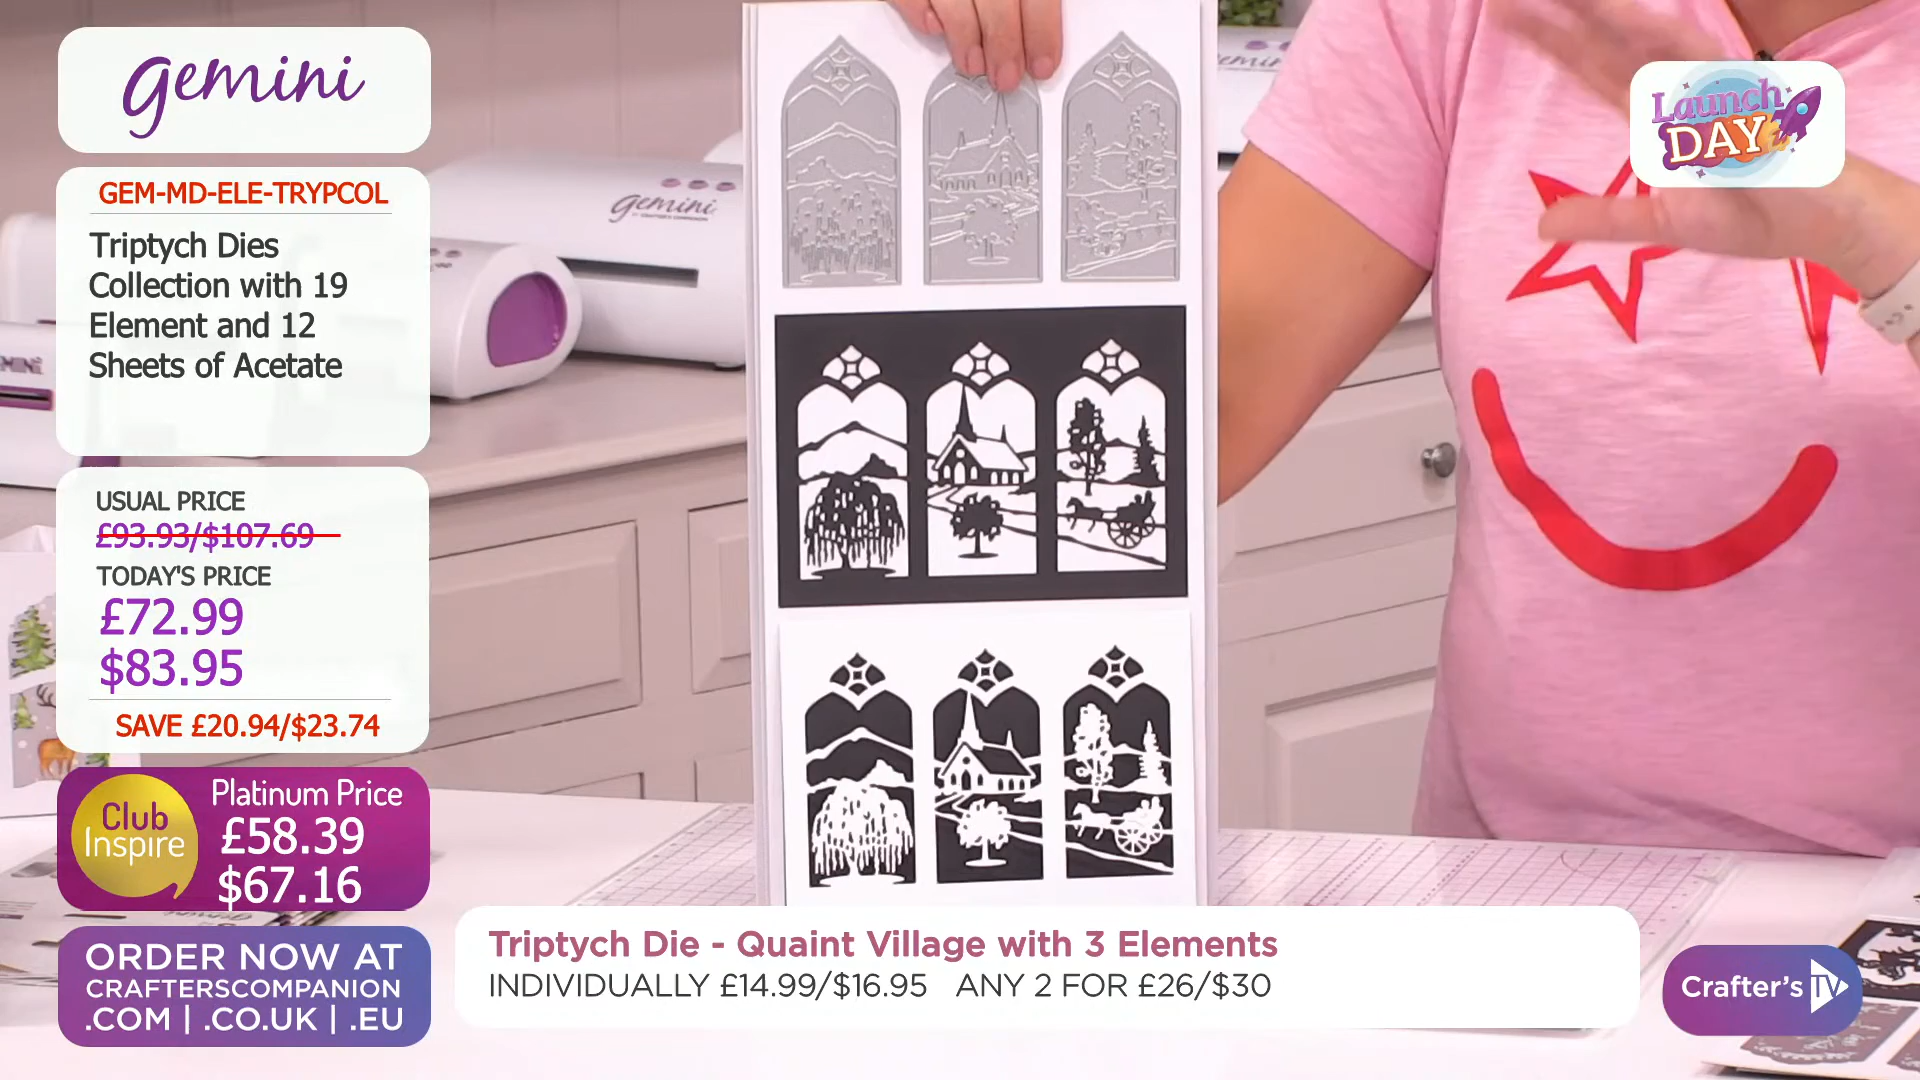 gemini
GEM-MD-ELE-TRYPCOL
Triptych Dies
Collection with 19
Element and 12
Sheets of Acetate
USUAL PRICE
£93.93/$107.69
TODAY'S PRICE
£72.99
$83.95
SAVE £20.94/$23.74
Club
Inspire
Platinum Price
£58.39
$67.16
ORDER NOW AT
CRAFTERSCOMPANION
.COM | .CO.UK | .EU
gemini
BY CRAFTER'S COMPANION
Launch
DAY
Triptych Die - Quaint Village with 3 Elements
INDIVIDUALLY £14.99/$16.95 ANY 2 FOR £26/$30
Crafter's TV